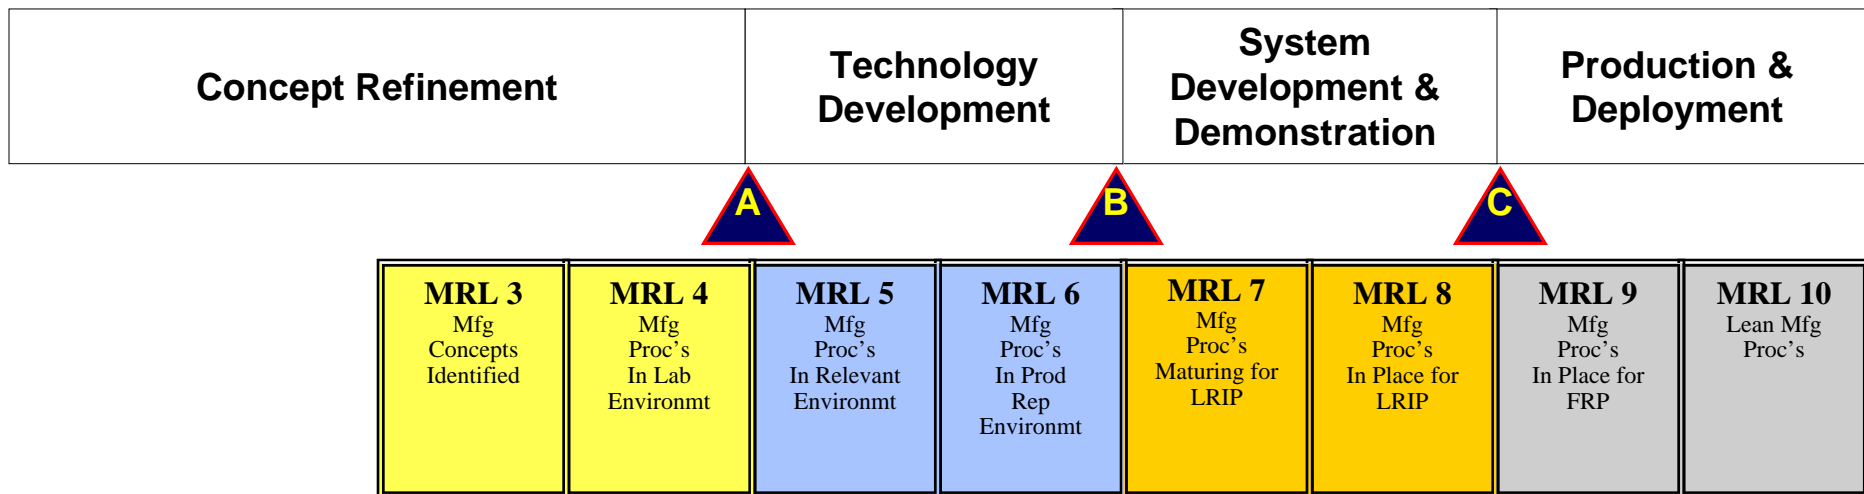 Concept Refinement
Technology
Development
System
Development &
Demonstration
Production &
Deployment
A
B
C
MRL 3
Mfg
Concepts
Identified
MRL 4
Mfg
Proc’s
In Lab
Environmt
MRL 5
Mfg
Proc’s
In Relevant
Environmt
MRL 6
Mfg
Proc’s
In Prod
Rep
Environmt
MRL 7
Mfg
Proc’s
Maturing for
LRIP
MRL 8
Mfg
Proc’s
In Place for
LRIP
MRL 9
Mfg
Proc’s
In Place for
FRP
MRL 10
Lean Mfg
Proc’s